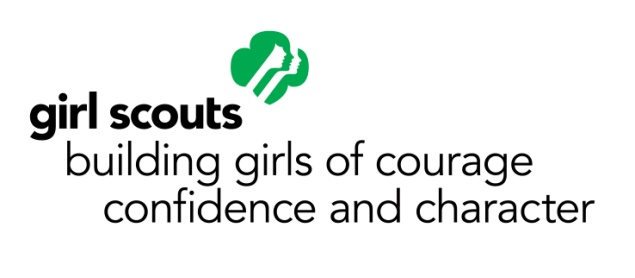 girl scouts
building girls of courage
confidence and character